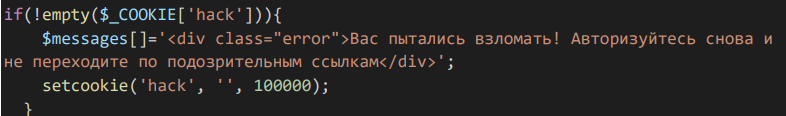 if(!empty($_COOKIE['hack'])){
$messages[]='<div class="error">Вас пытались взломать! Авторизуйтесь снова и
не переходите по подозрительным ссылкам</div>';
setcookie('hack', '', 100000);
}